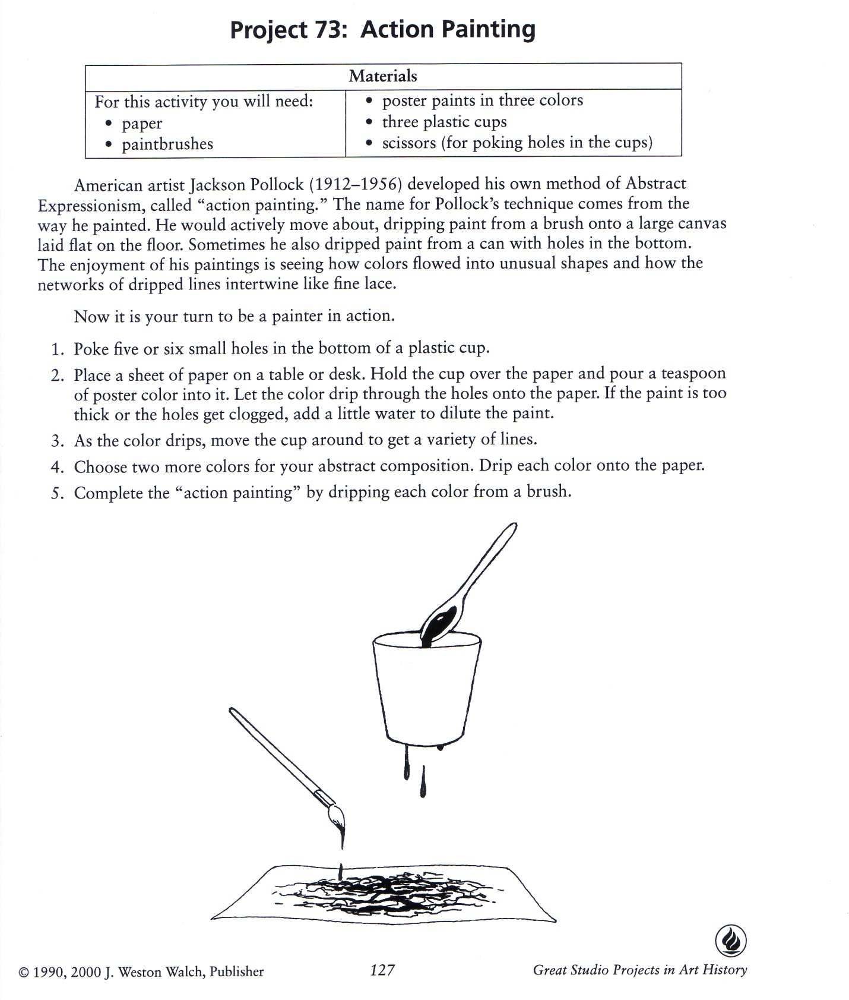 Project 73: Action Painting
Materials
For this activity you will need:
• paper
• paintbrushes
• poster paints in three colors
• three plastic cups
• scissors (for poking holes in the cups)
American artist Jackson Pollock (1912–1956) developed his own method of Abstract
Expressionism, called “action painting.” The name for Pollock’s technique comes from the
way he painted. He would actively move about, dripping paint from a brush onto a large canvas
laid flat on the floor. Sometimes he also dripped paint from a can with holes in the bottom.
The enjoyment of his paintings is seeing how colors flowed into unusual shapes and how the
networks of dripped lines intertwine like fine lace.
Now it is your turn to be a painter in action.
1. Poke five or six small holes in the bottom of a plastic cup.
2. Place a sheet of paper on a table or desk. Hold the cup over the paper and pour a teaspoon
of poster color into it. Let the color drip through the holes onto the paper. If the paint is too
thick or the holes get clogged, add a little water to dilute the paint.
3. As the color drips, move the cup around to get a variety of lines.
4. Choose two more colors for your abstract composition. Drip each color onto the paper.
5. Complete the “action painting” by dripping each color from a brush.
© 1990, 2000 J. Weston Walch, Publisher
127
Great Studio Projects in Art History